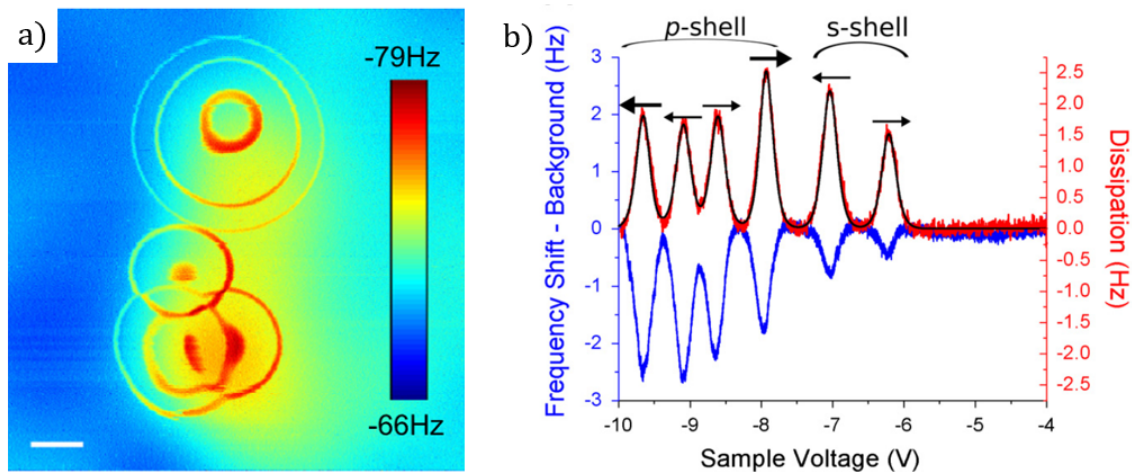 a)
-79Hz
-66Hz
b)
p-shell
s-shell
Frequency Shift - Background (Hz)
3
2
1
0
-1
-2
-3
2.5
2.0
1.5
1.0
0.5
0.0
-0.5
-1.0
-1.5
-2.0
-2.5
Dissipation (Hz)
-10
-9
-8
-7
-6
-5
-4
Sample Voltage (V)